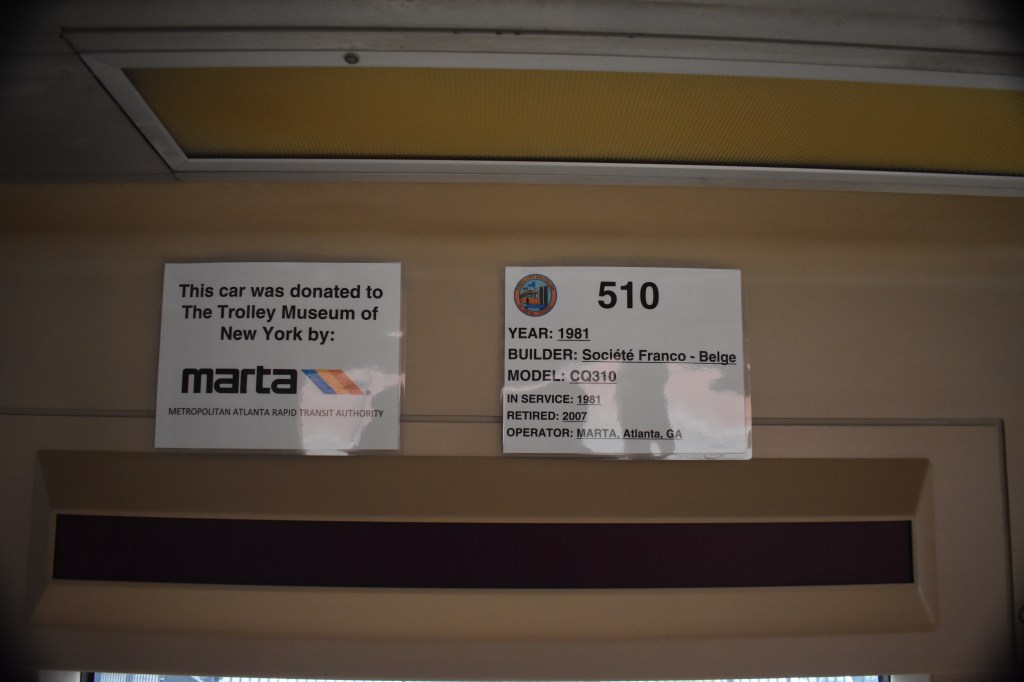 This car was donated to
The Trolley Museum of
New York by:
marta
METROPOLITAN ATLANTA RAPID TRANSIT AUTHORITY
510
YEAR: 1981
BUILDER: Société Franco - Belge
MODEL: CQ310
IN SERVICE: 1981
RETIRED: 2007
OPERATOR: MARTA, Atlanta, GA